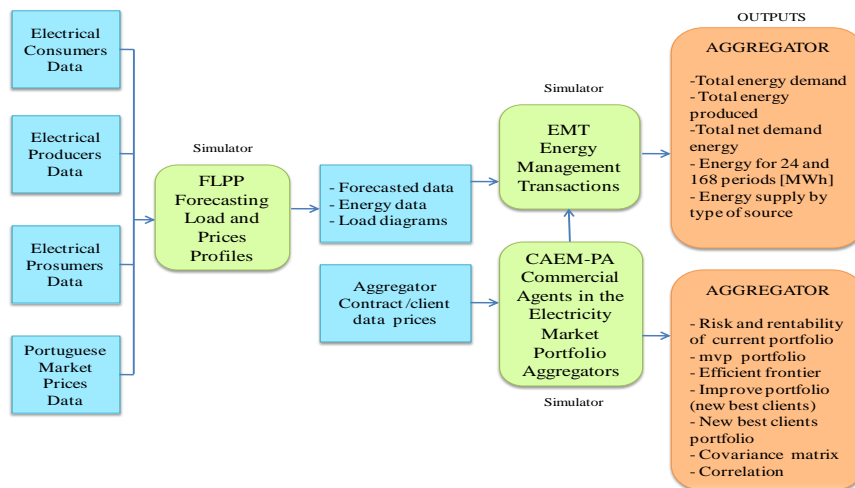 Electrical
Consumers
Data
Electrical
Producers
Data
Electrical
Prosumers
Data
Portuguese
Market
Prices
Data
Simulator
FLPP
Forecasting
Load and
Prices
Profiles
- Forecasted data
- Energy data
- Load diagrams
Aggregator
Contract /client
data prices
Simulator
EMT
Energy
Management
Transactions
CAEM-PA
Commercial
Agents in the
Electricity
Market
Portfolio
Aggregators
Simulator
OUTPUTS
AGGREGATOR
-Total energy demand
- Total energy
produced
-Total net demand
energy
- Energy for 24 and
168 periods [MWh]
- Energy supply by
type of source
AGGREGATOR
- Risk and rentability
of current portfolio
- mvp portfolio
- Efficient frontier
- Improve portfolio
(new best clients)
- New best clients
portfolio
- Covariance matrix
- Correlation